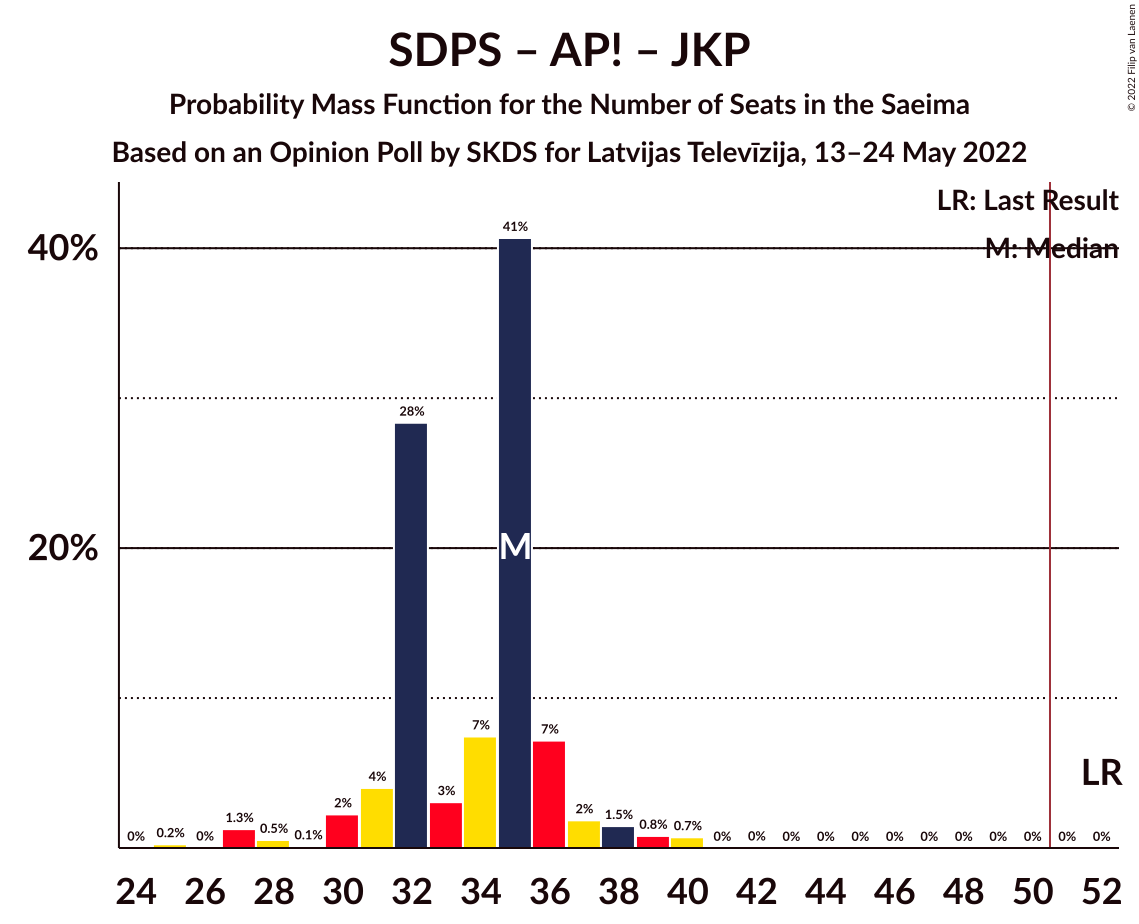 SDPS – AP! – JKP
Probability Mass Function for the Number of Seats in the Saeima
Based on an Opinion Poll by SKDS for Latvijas Televīzija, 13–24 May 2022
© 2022 Filip van Laenen
LR: Last Result
M: Median
40%
20%
0% 0.2% 0% 1.3% 0.5% 0.1% 2% 4% 28% 3% 7% 41% 7% 2% 1.5% 0.8% 0.7% 0% 0% 0% 0% 0% 0% 0% 0% 0% 0% 0% 0%
M
LR
24 26 28 30 32 34 36 38 40 42 44 46 48 50 52